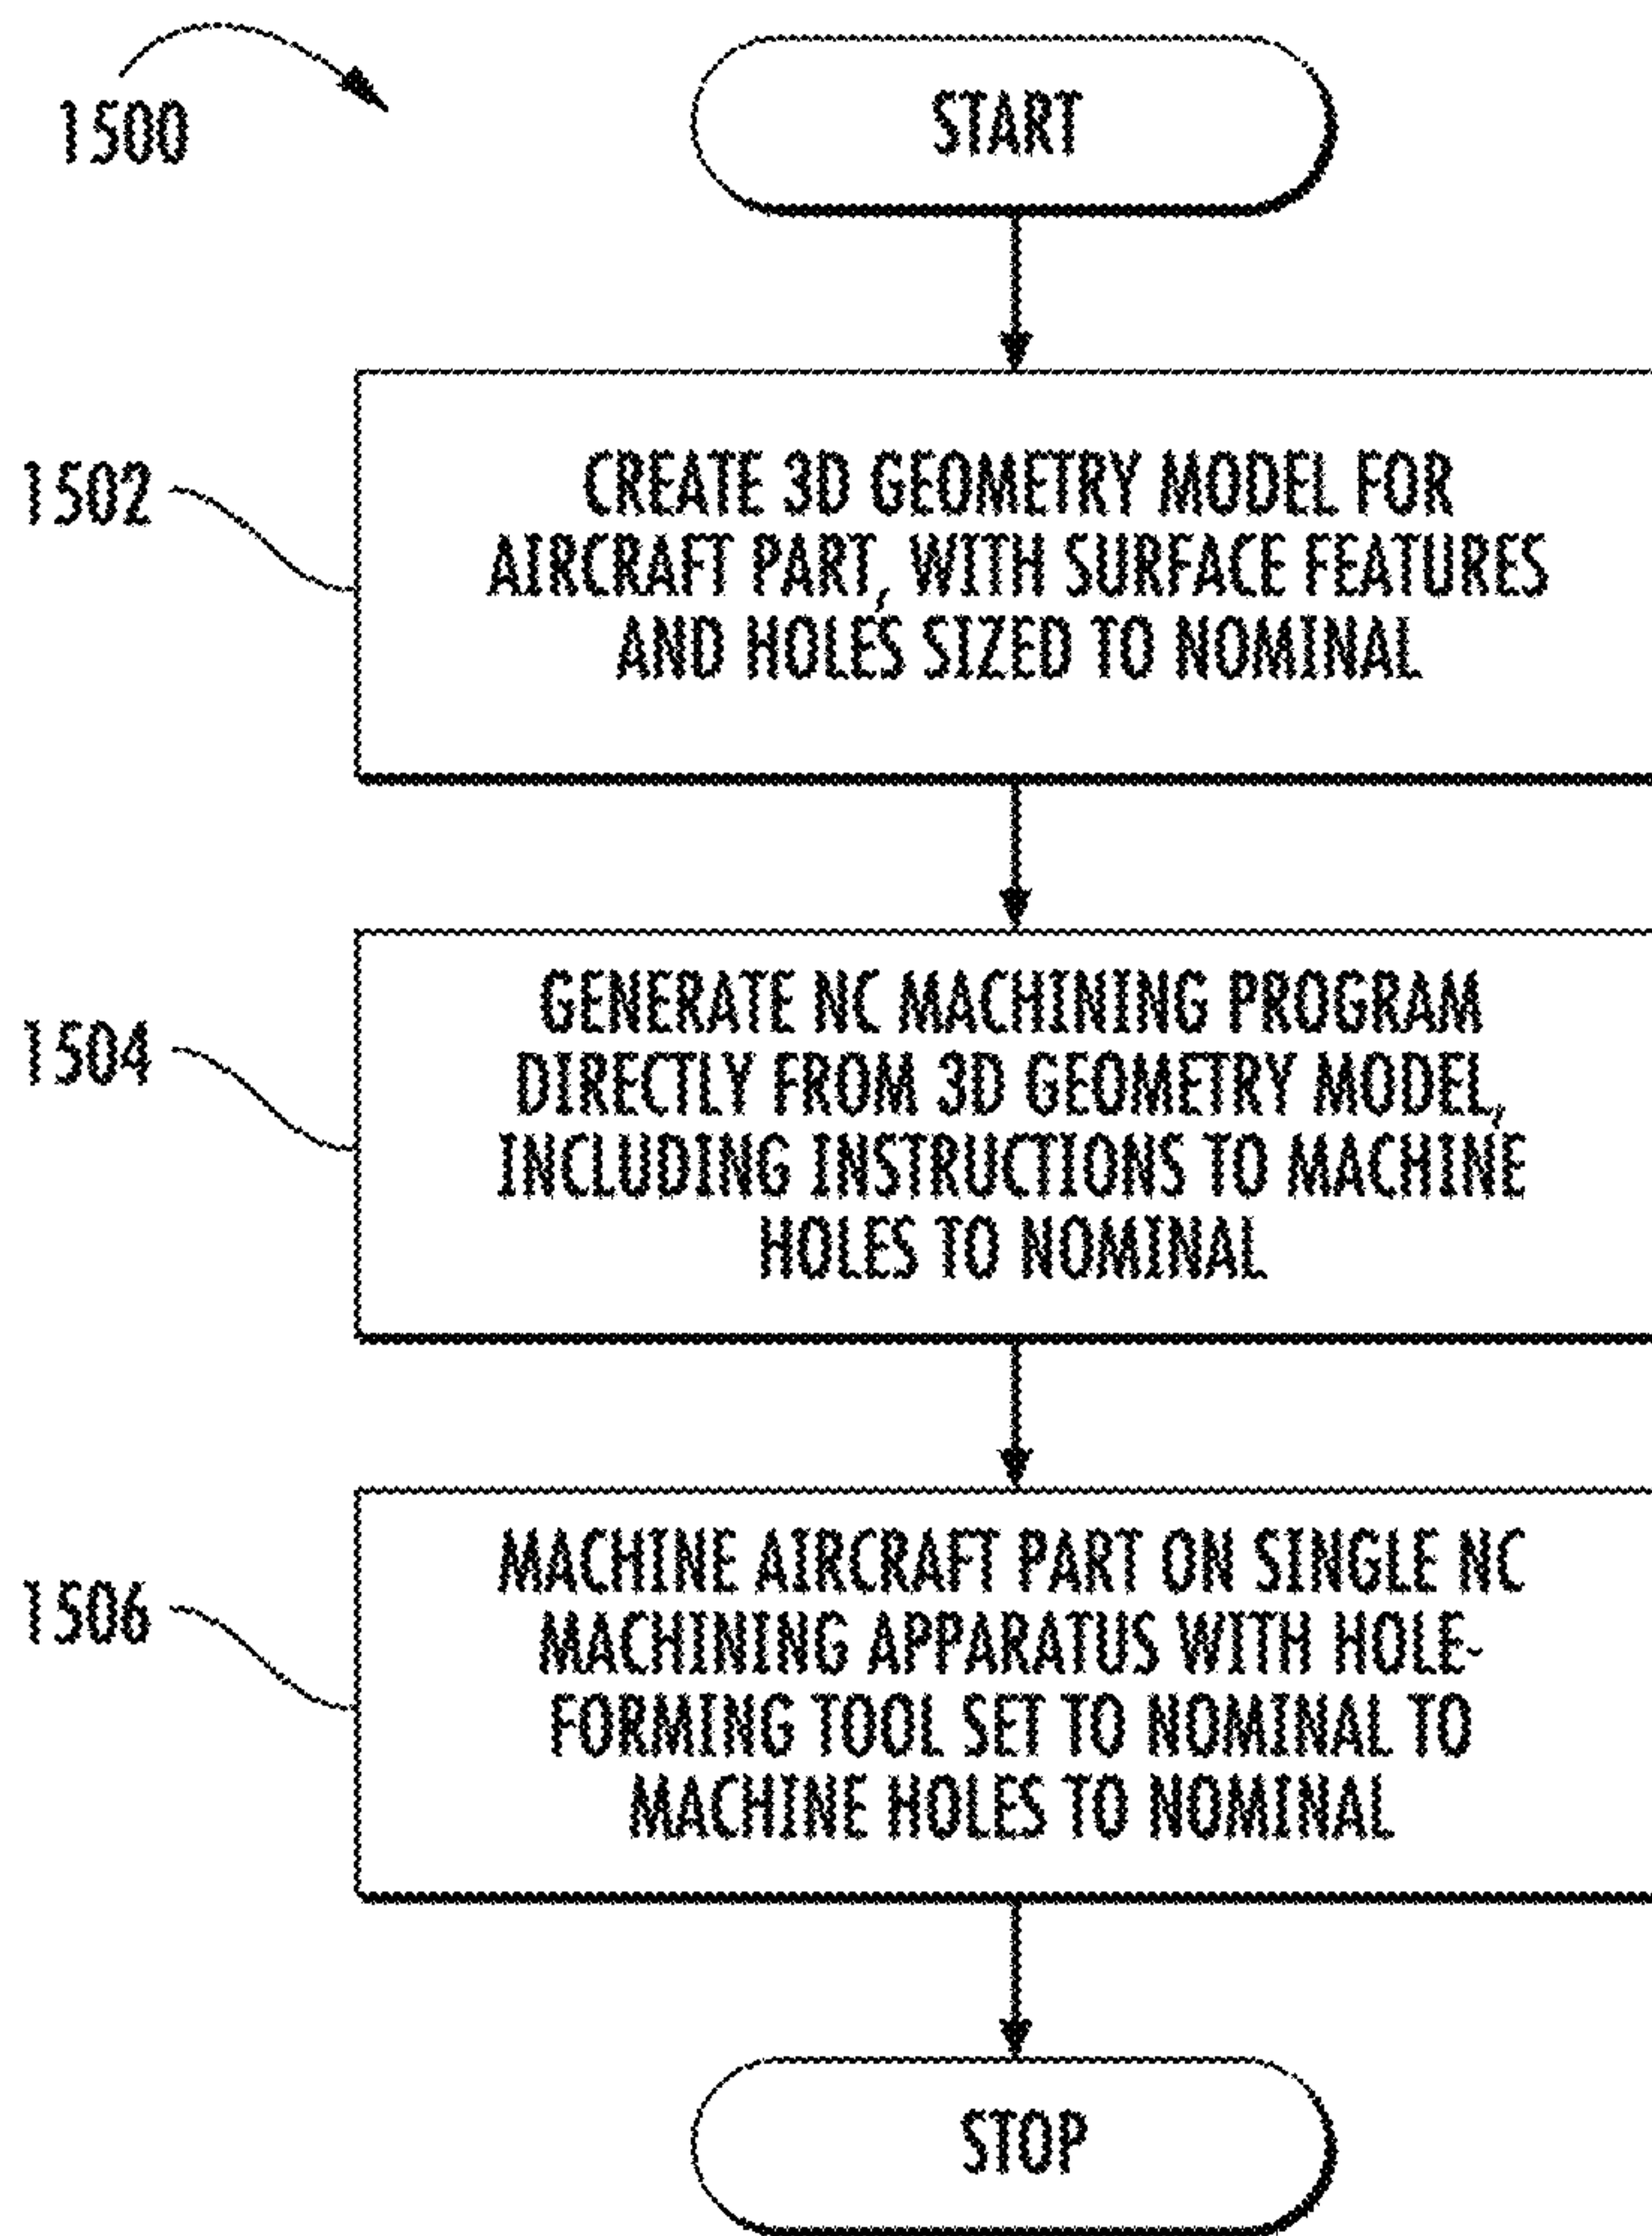 1500
START
1502
CREATE 3D GEOMETRY MODEL FOR
AIRCRAFT PART, WITH SURFACE FEATURES
AND HOLES SIZED TO NOMINAL
1504
GENERATE NC MACHINING PROGRAM
DIRECTLY FROM 3D GEOMETRY MODEL,
INCLUDING INSTRUCTIONS TO MACHINE
HOLES TO NOMINAL
1506
MACHINE AIRCRAFT PART ON SINGLE NC
MACHINING APPARATUS WITH HOLE-
FORMING TOOL SET TO NOMINAL TO
MACHINE HOLES TO NOMINAL
STOP